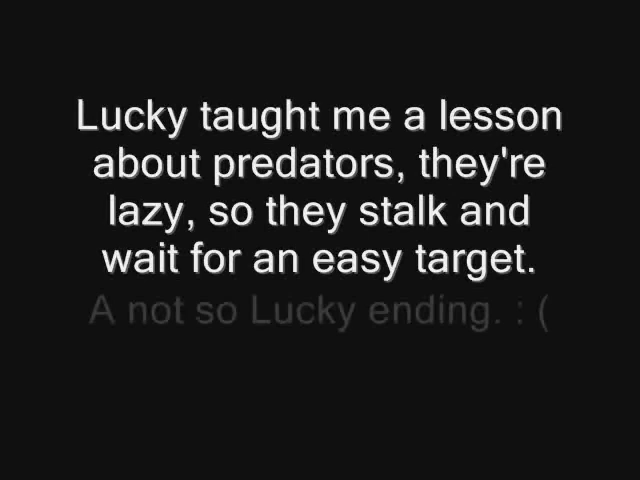 Lucky taught me a lesson
about predators, they're
lazy, so they stalk and
wait for an easy target.
A not so Lucky ending. : (